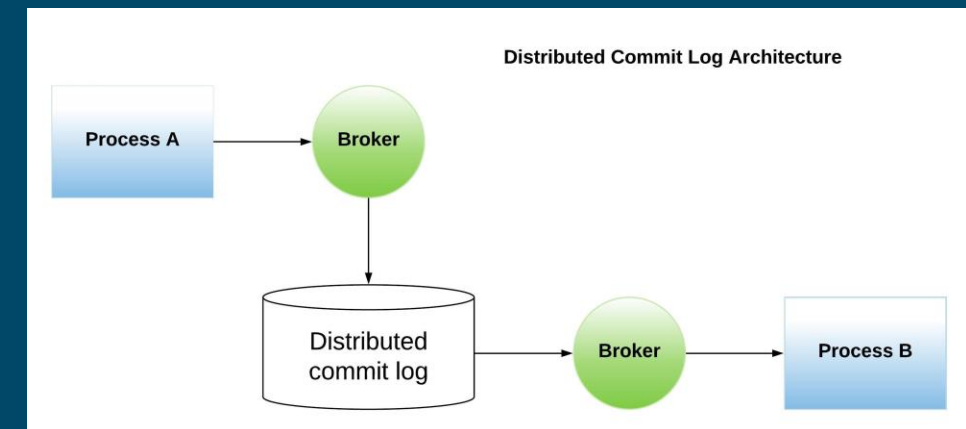 Distributed Commit Log Architecture
Process A
Broker
Distributed
commit log
Broker
Process B